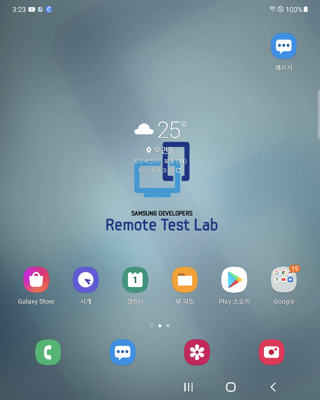 3:23
100%
메시지
25°
우만동
SAMSUNG DEVELOPERS
Remote Test Lab
Galaxy Store
시계
1
캘린더
내 파일
Play 스토어
19
Google